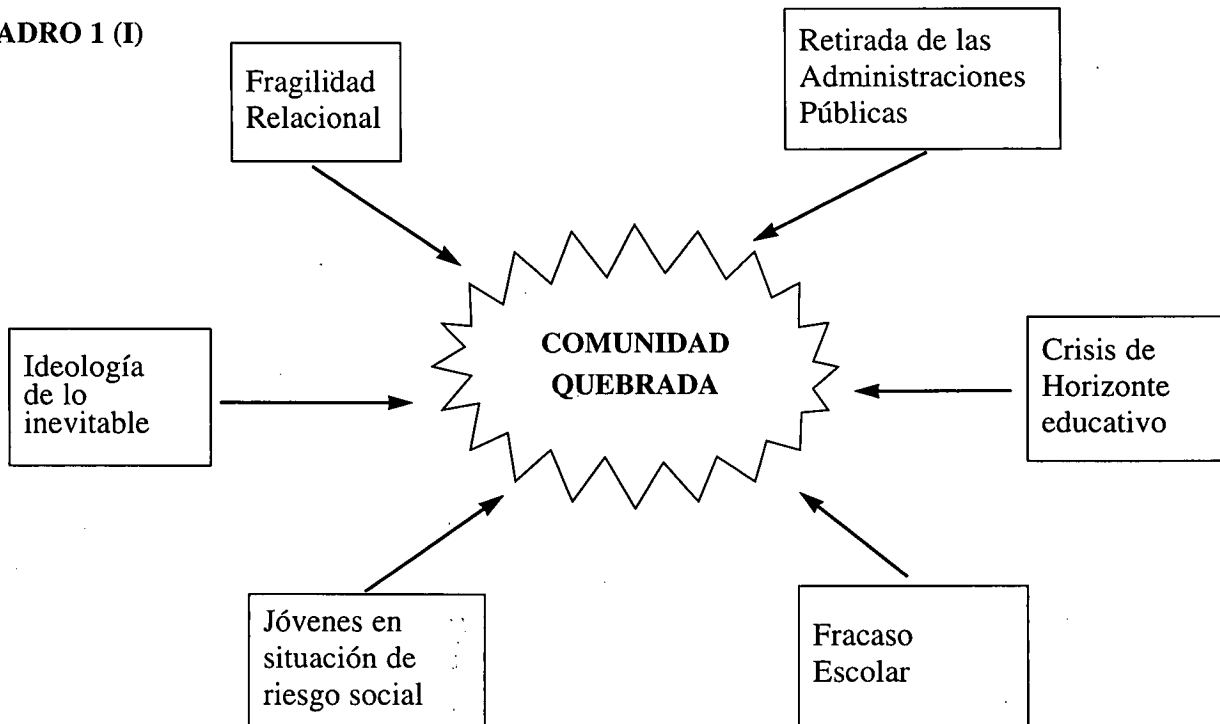 ADRO 1 (I)
Fragilidad
Relacional
Retirada de las
Administraciones
Públicas
Ideología
de lo
inevitable
COMUNIDAD
QUEBRADA
Crisis de
Horizonte
educativo
Jóvenes en
situación de
riesgo social
Fracaso
Escolar